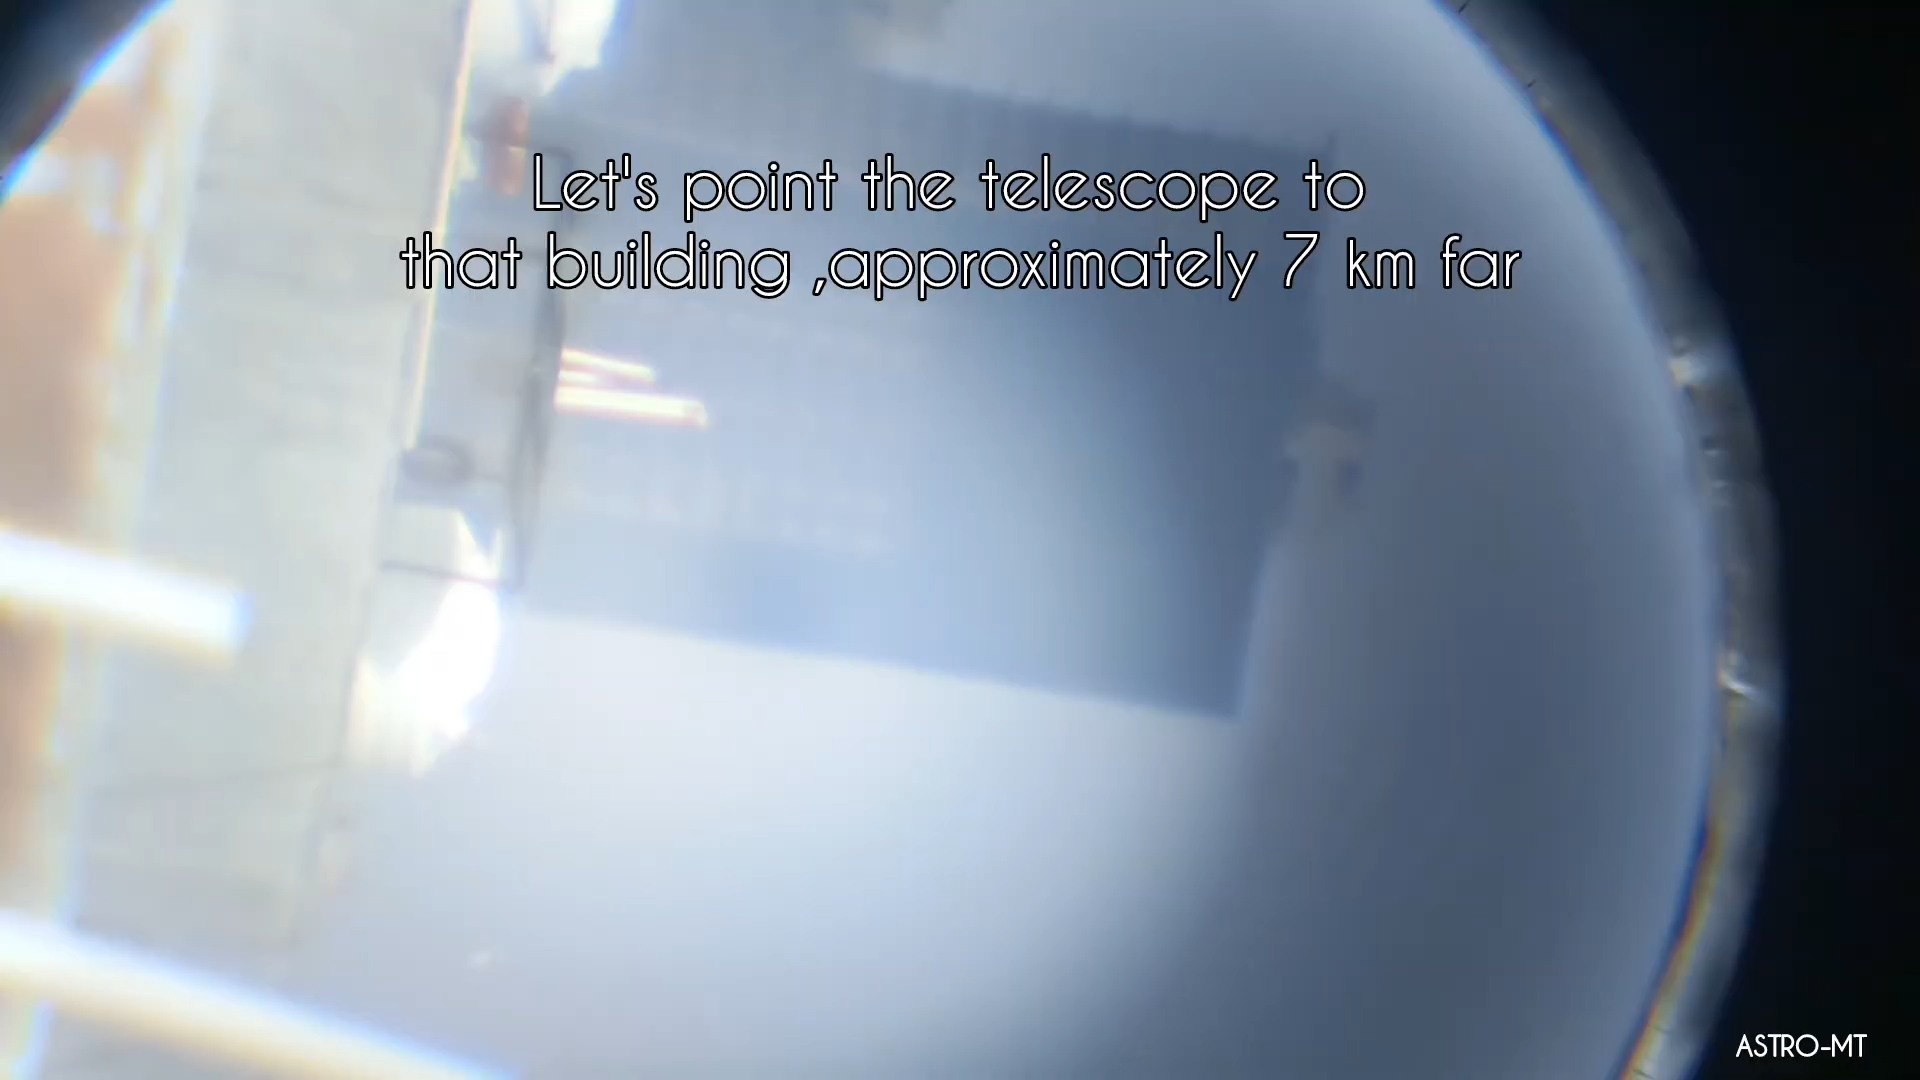 Let's point the telescope to
that building ,approximately 7 km far
ASTRO-MT